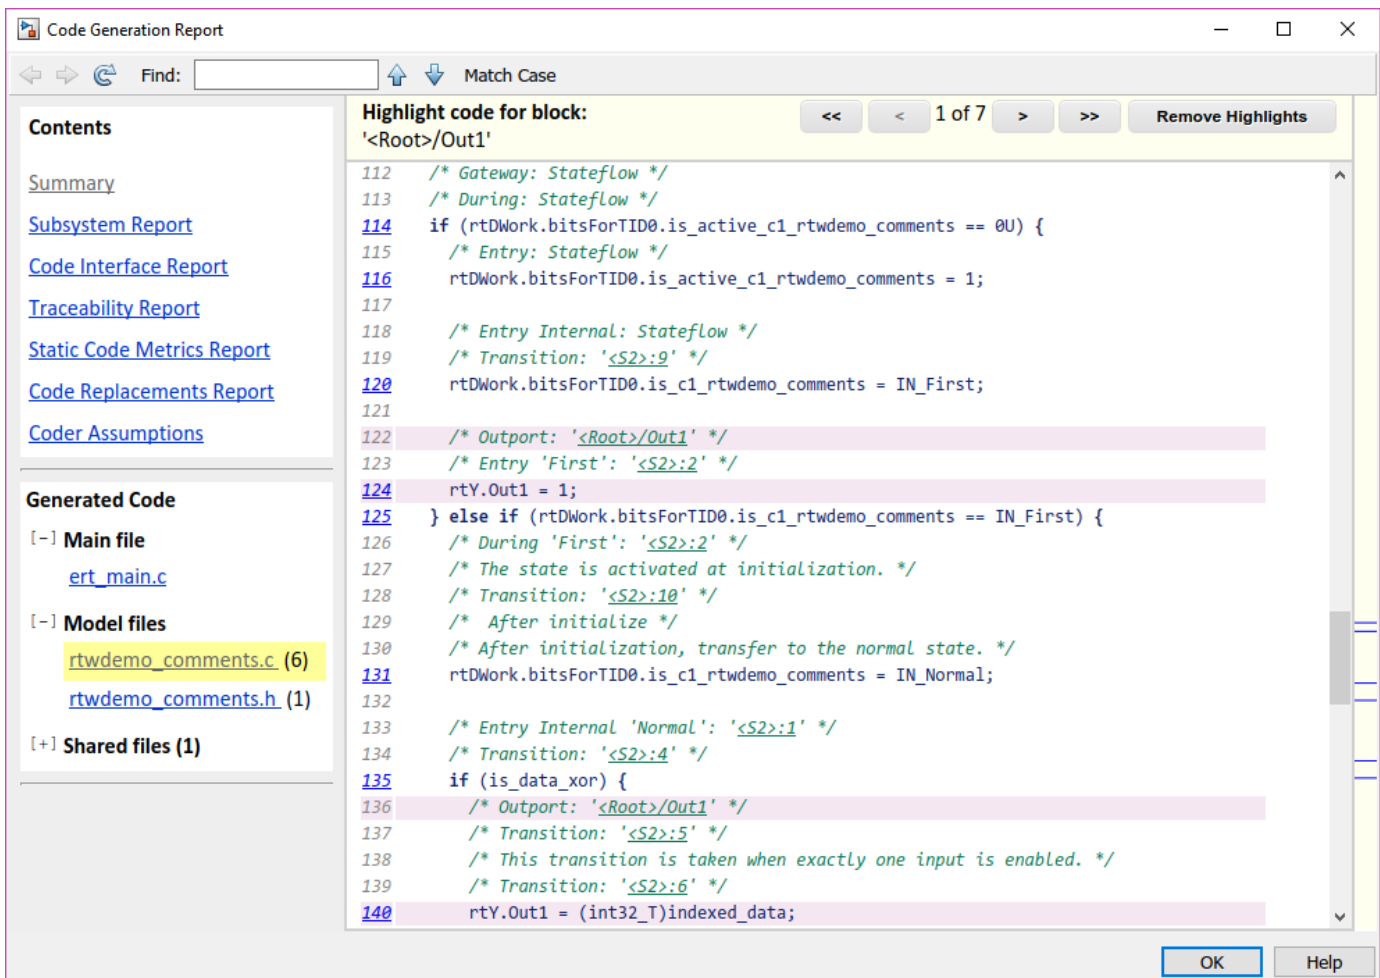 Code Generation Report
Find: Match Case
Contents
Summary
Subsystem Report
Code Interface Report
Traceability Report
Static Code Metrics Report
Code Replacements Report
Coder Assumptions
Generated Code
[-] Main file
ert_main.c
[-] Model files
rtwdemo_comments.c (6)
rtwdemo_comments.h (1)
[+] Shared files (1)
Highlight code for block:
'<Root>/Out1'
<< < 1 of 7 > >> Remove Highlights
112 /* Gateway: Stateflow */
113 /* During: Stateflow */
114 if (rtDWork.bitsForTID0.is_active_c1_rtwdemo_comments == 0U) {
115 /* Entry: Stateflow */
116 rtDWork.bitsForTID0.is_active_c1_rtwdemo_comments = 1;
117
118 /* Entry Internal: Stateflow */
119 /* Transition: '<S2>:9' */
120 rtDWork.bitsForTID0.is_c1_rtwdemo_comments = IN_First;
121
122 /* Outport: '<Root>/Out1' */
123 /* Entry 'First': '<S2>:2' */
124 rtY.Out1 = 1;
125 } else if (rtDWork.bitsForTID0.is_c1_rtwdemo_comments == IN_First) {
126 /* During 'First': '<S2>:2' */
127 /* The state is activated at initialization. */
128 /* Transition: '<S2>:10' */
129 /*  After initialize */
130 /* After initialization, transfer to the normal state. */
131 rtDWork.bitsForTID0.is_c1_rtwdemo_comments = IN_Normal;
132
133 /* Entry Internal 'Normal': '<S2>:1' */
134 /* Transition: '<S2>:4' */
135 if (is_data_xor) {
136 /* Outport: '<Root>/Out1' */
137 /* Transition: '<S2>:5' */
138 /* This transition is taken when exactly one input is enabled. */
139 /* Transition: '<S2>:6' */
140 rtY.Out1 = (int32_T)indexed_data;
OK Help